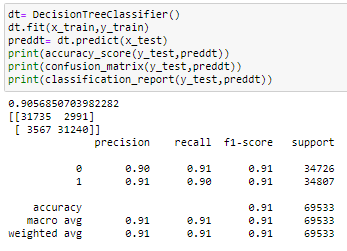 dt= DecisionTreeClassifier()
dt.fit(x_train,y_train)
preddt= dt.predict(x_test)
print(accuracy_score(y_test,preddt))
print(confusion_matrix(y_test,preddt))
print(classification_report(y_test,preddt))
0.9056850703982282
[[31735  2991]
 [ 3567 31240]]
              precision    recall  f1-score   support
           0       0.90      0.91      0.91     34726
           1       0.91      0.90      0.91     34807
    accuracy                           0.91     69533
   macro avg       0.91      0.91      0.91     69533
weighted avg       0.91      0.91      0.91     69533